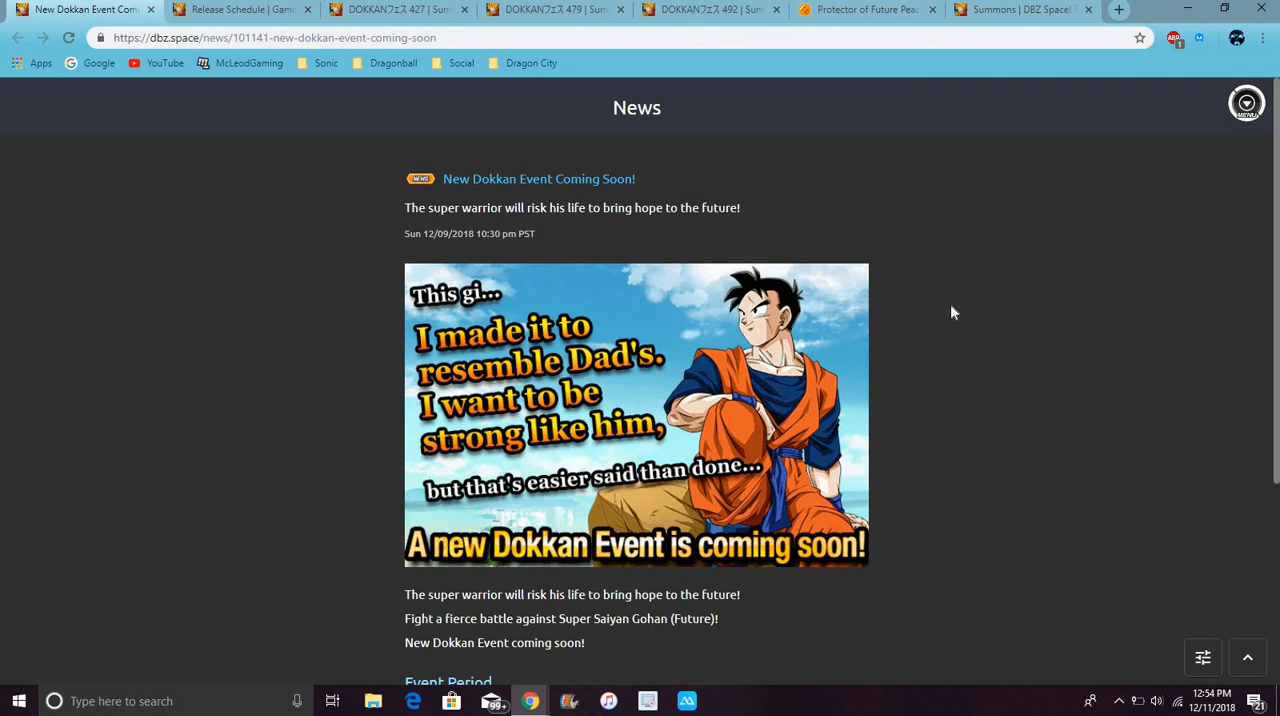 New Dokkan Event Com
Release Schedule | Gam
DOKKANフェス 427 | Sum
DOKKANフェス 479 | Sum
DOKKANフェス 492 | Sum
Protector of Future Peac
Summons | DBZ Space!
https://dbz.space/news/101141-new-dokkan-event-coming-soon
ABP
1
Apps
Google
YouTube
McLeodGaming
Sonic
Dragonball
Social
Dragon City
News
MENU
NEWS
New Dokkan Event Coming Soon!
The super warrior will risk his life to bring hope to the future!
Sun 12/09/2018 10:30 pm PST
This gi...
I made it to
resemble Dad's.
I want to be
strong like him,
but that's easier said than done...
A new Dokkan Event is coming soon!
The super warrior will risk his life to bring hope to the future!
Fight a fierce battle against Super Saiyan Gohan (Future)!
New Dokkan Event coming soon!
Event Period
Type here to search
99+
12:54 PM
12/11/2018
21